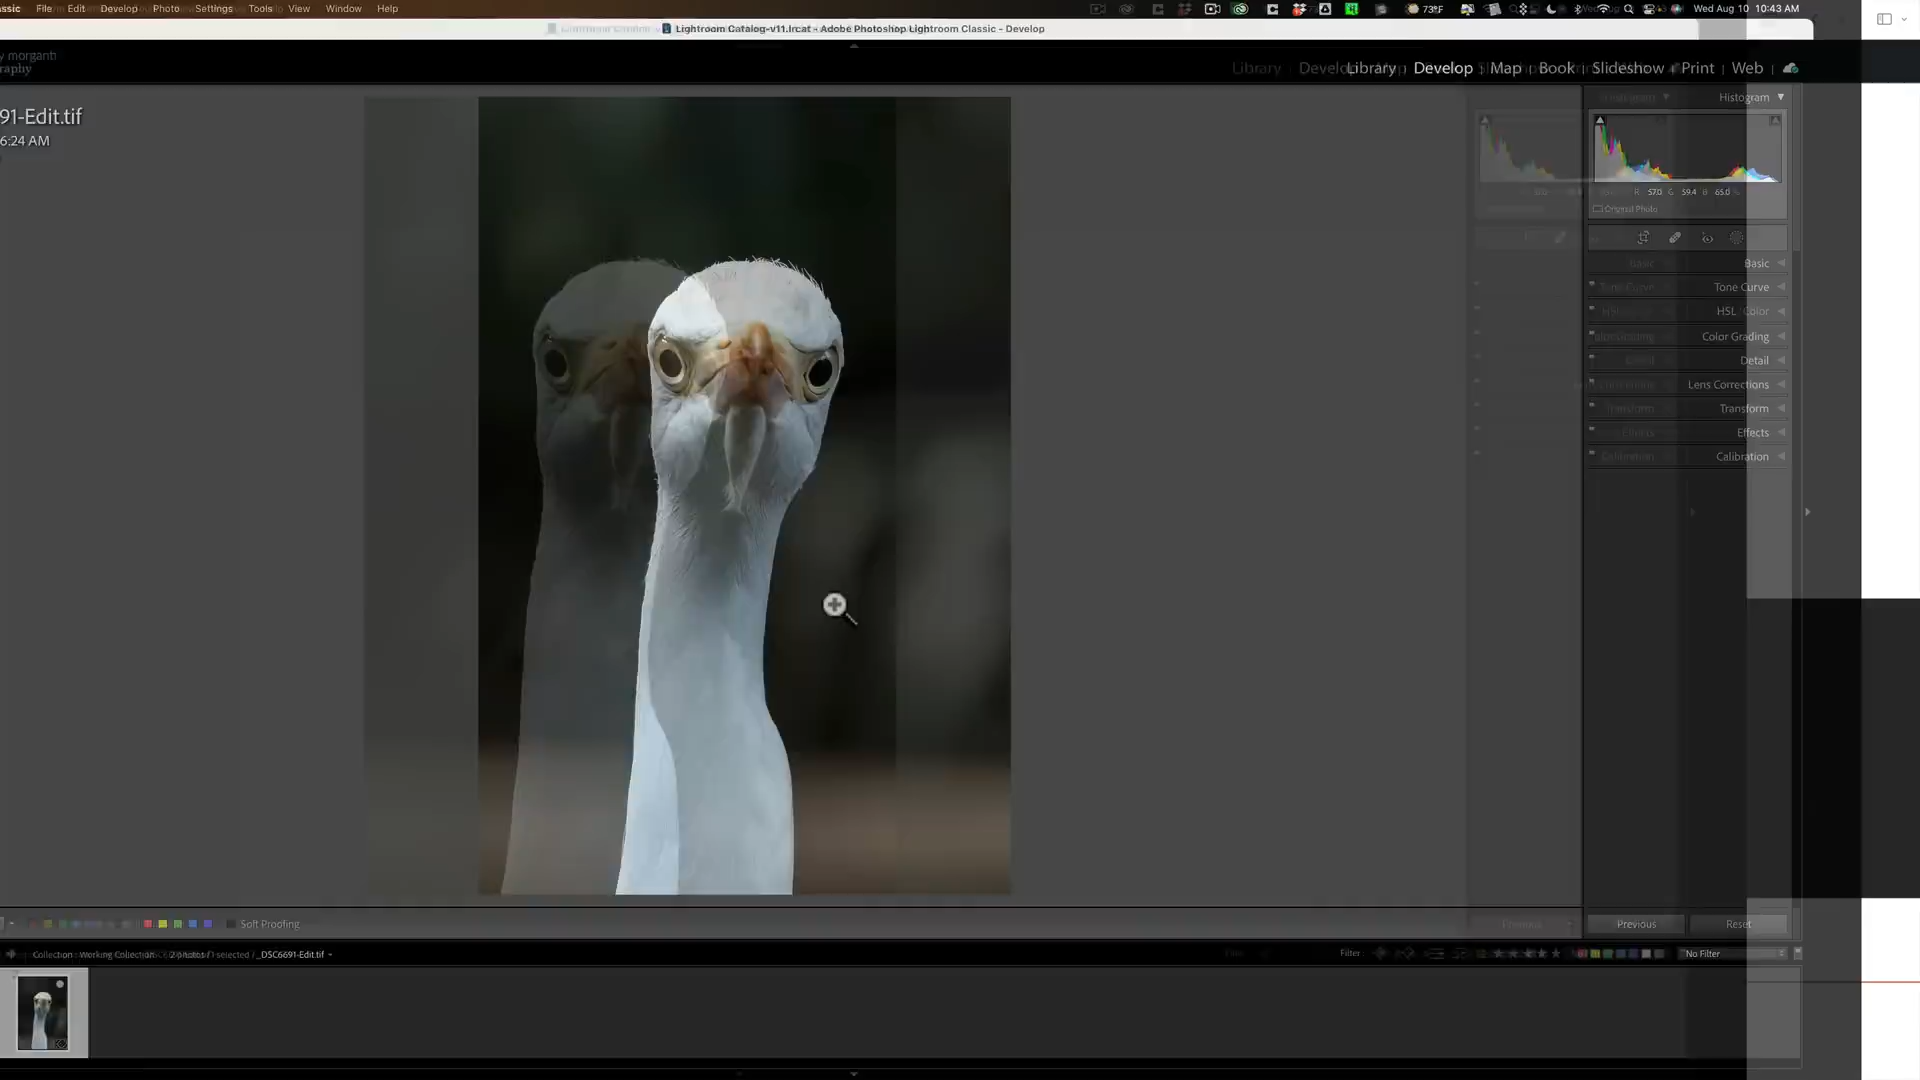 ssic File Edit Develop Photo Settings Tools View Window Help
73°F Wed Aug 10 10:43 AM
Lightroom Catalog-v11.lrcat - Adobe Photoshop Lightroom Classic - Develop
y morganti
raphy
Library | Develop | Map | Book | Slideshow | Print | Web
91-Edit.tif
6:24 AM
Histogram
R 57.0 G 59.4 B 65.0 %
Original Photo
Basic
Tone Curve
HSL / Color
Color Grading
Detail
Lens Corrections
Transform
Effects
Calibration
Soft Proofing
Previous
Reset
Collection : Working Collection
1 selected / _DSC6691-Edit.tif
Filter :
No Filter